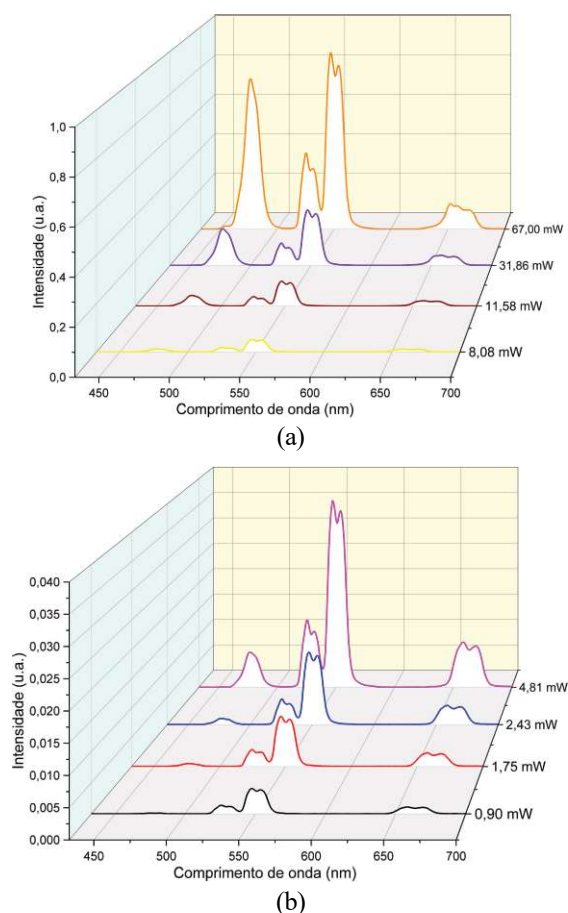 1,0
0,8
0,6
0,4
0,2
0,0
Intensidade (u.a.)
67,00 mW
31,86 mW
11,58 mW
8,08 mW
450 500 550 600 650 700
Comprimento de onda (nm)
(a)
0,040
0,035
0,030
0,025
0,020
0,015
0,010
0,005
0,000
Intensidade (u.a.)
4,81 mW
2,43 mW
1,75 mW
0,90 mW
450 500 550 600 650 700
Comprimento de onda (nm)
(b)